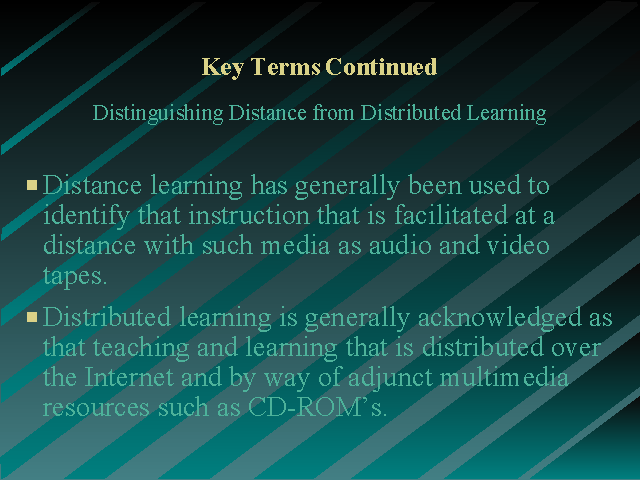 Key Terms Continued
Distinguishing Distance from Distributed Learning
Distance learning has generally been used to
identify that instruction that is facilitated at a
distance with such media as audio and video
tapes.
Distributed learning is generally acknowledged as
that teaching and learning that is distributed over
the Internet and by way of adjunct multimedia
resources such as CD-ROM’s.